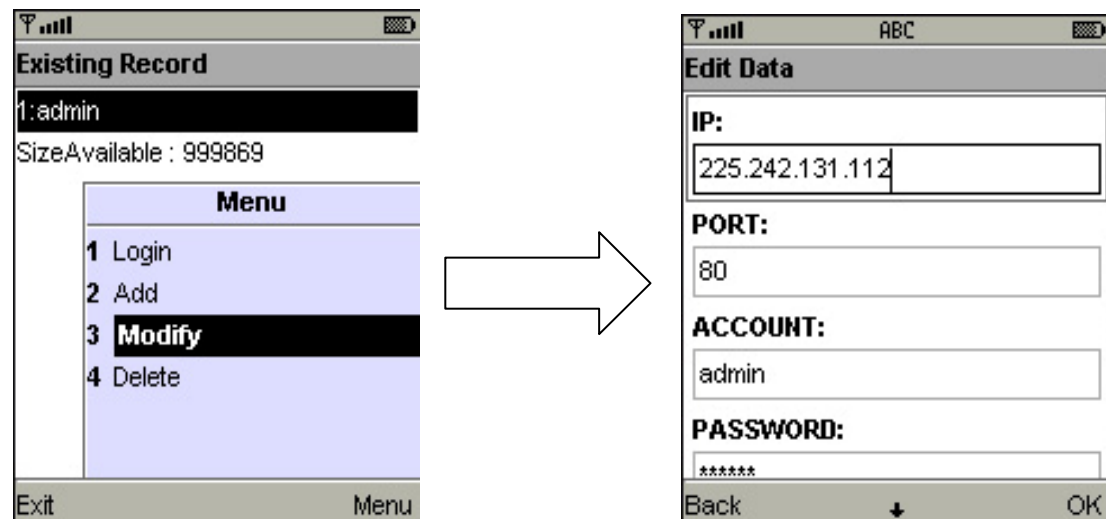 Existing Record
1:admin
SizeAvailable : 999869
Menu
1 Login
2 Add
3 Modify
4 Delete
Exit Menu
ABC
Edit Data
IP:
225.242.131.112
PORT:
80
ACCOUNT:
admin
PASSWORD:
******
Back OK